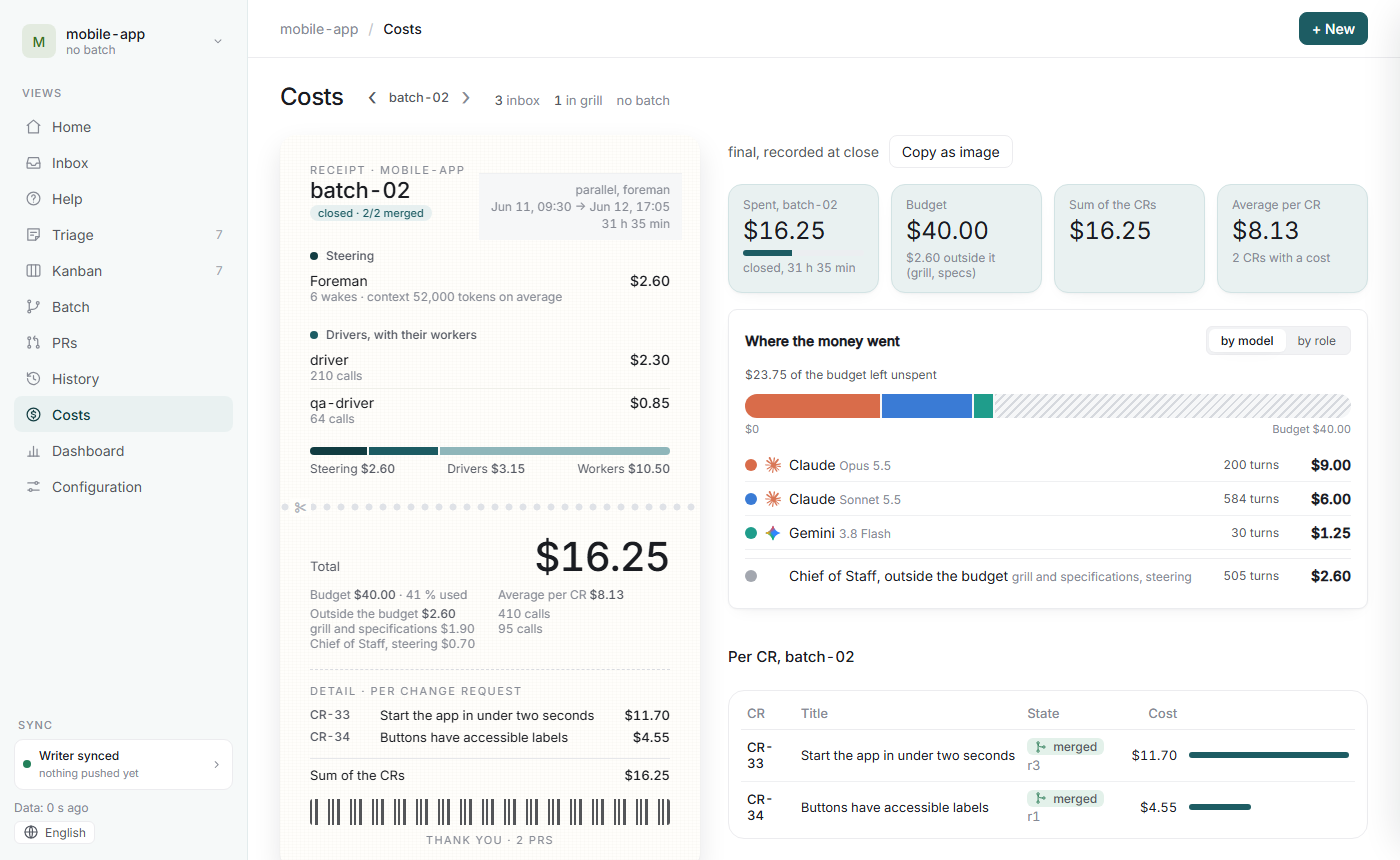 M
mobile-app
no batch
VIEWS
Home
Inbox
Help
Triage 7
Kanban 7
Batch
PRs
History
Costs
Dashboard
Configuration
SYNC
Writer synced
nothing pushed yet
Data: 0 s ago
English
mobile-app / Costs
+ New
Costs
batch-02
3 inbox 1 in grill no batch
RECEIPT · MOBILE-APP
batch-02
closed · 2/2 merged
parallel, foreman
Jun 11, 09:30 → Jun 12, 17:05
31 h 35 min
Steering
Foreman $2.60
6 wakes · context 52,000 tokens on average
Drivers, with their workers
driver $2.30
210 calls
qa-driver $0.85
64 calls
Steering $2.60 Drivers $3.15 Workers $10.50
Total $16.25
Budget $40.00 · 41 % used Average per CR $8.13
Outside the budget $2.60 410 calls
grill and specifications $1.90 95 calls
Chief of Staff, steering $0.70
DETAIL · PER CHANGE REQUEST
CR-33 Start the app in under two seconds $11.70
CR-34 Buttons have accessible labels $4.55
Sum of the CRs $16.25
THANK YOU · 2 PRS
final, recorded at close
Copy as image
Spent, batch-02
$16.25
closed, 31 h 35 min
Budget
$40.00
$2.60 outside it
(grill, specs)
Sum of the CRs
$16.25
Average per CR
$8.13
2 CRs with a cost
Where the money went
by model by role
$23.75 of the budget left unspent
$0 Budget $40.00
Claude Opus 5.5 200 turns $9.00
Claude Sonnet 5.5 584 turns $6.00
Gemini 3.8 Flash 30 turns $1.25
Chief of Staff, outside the budget grill and specifications, steering 505 turns $2.60
Per CR, batch-02
CR Title State Cost
CR-
33
Start the app in under two seconds
merged
r3
$11.70
CR-
34
Buttons have accessible labels
merged
r1
$4.55